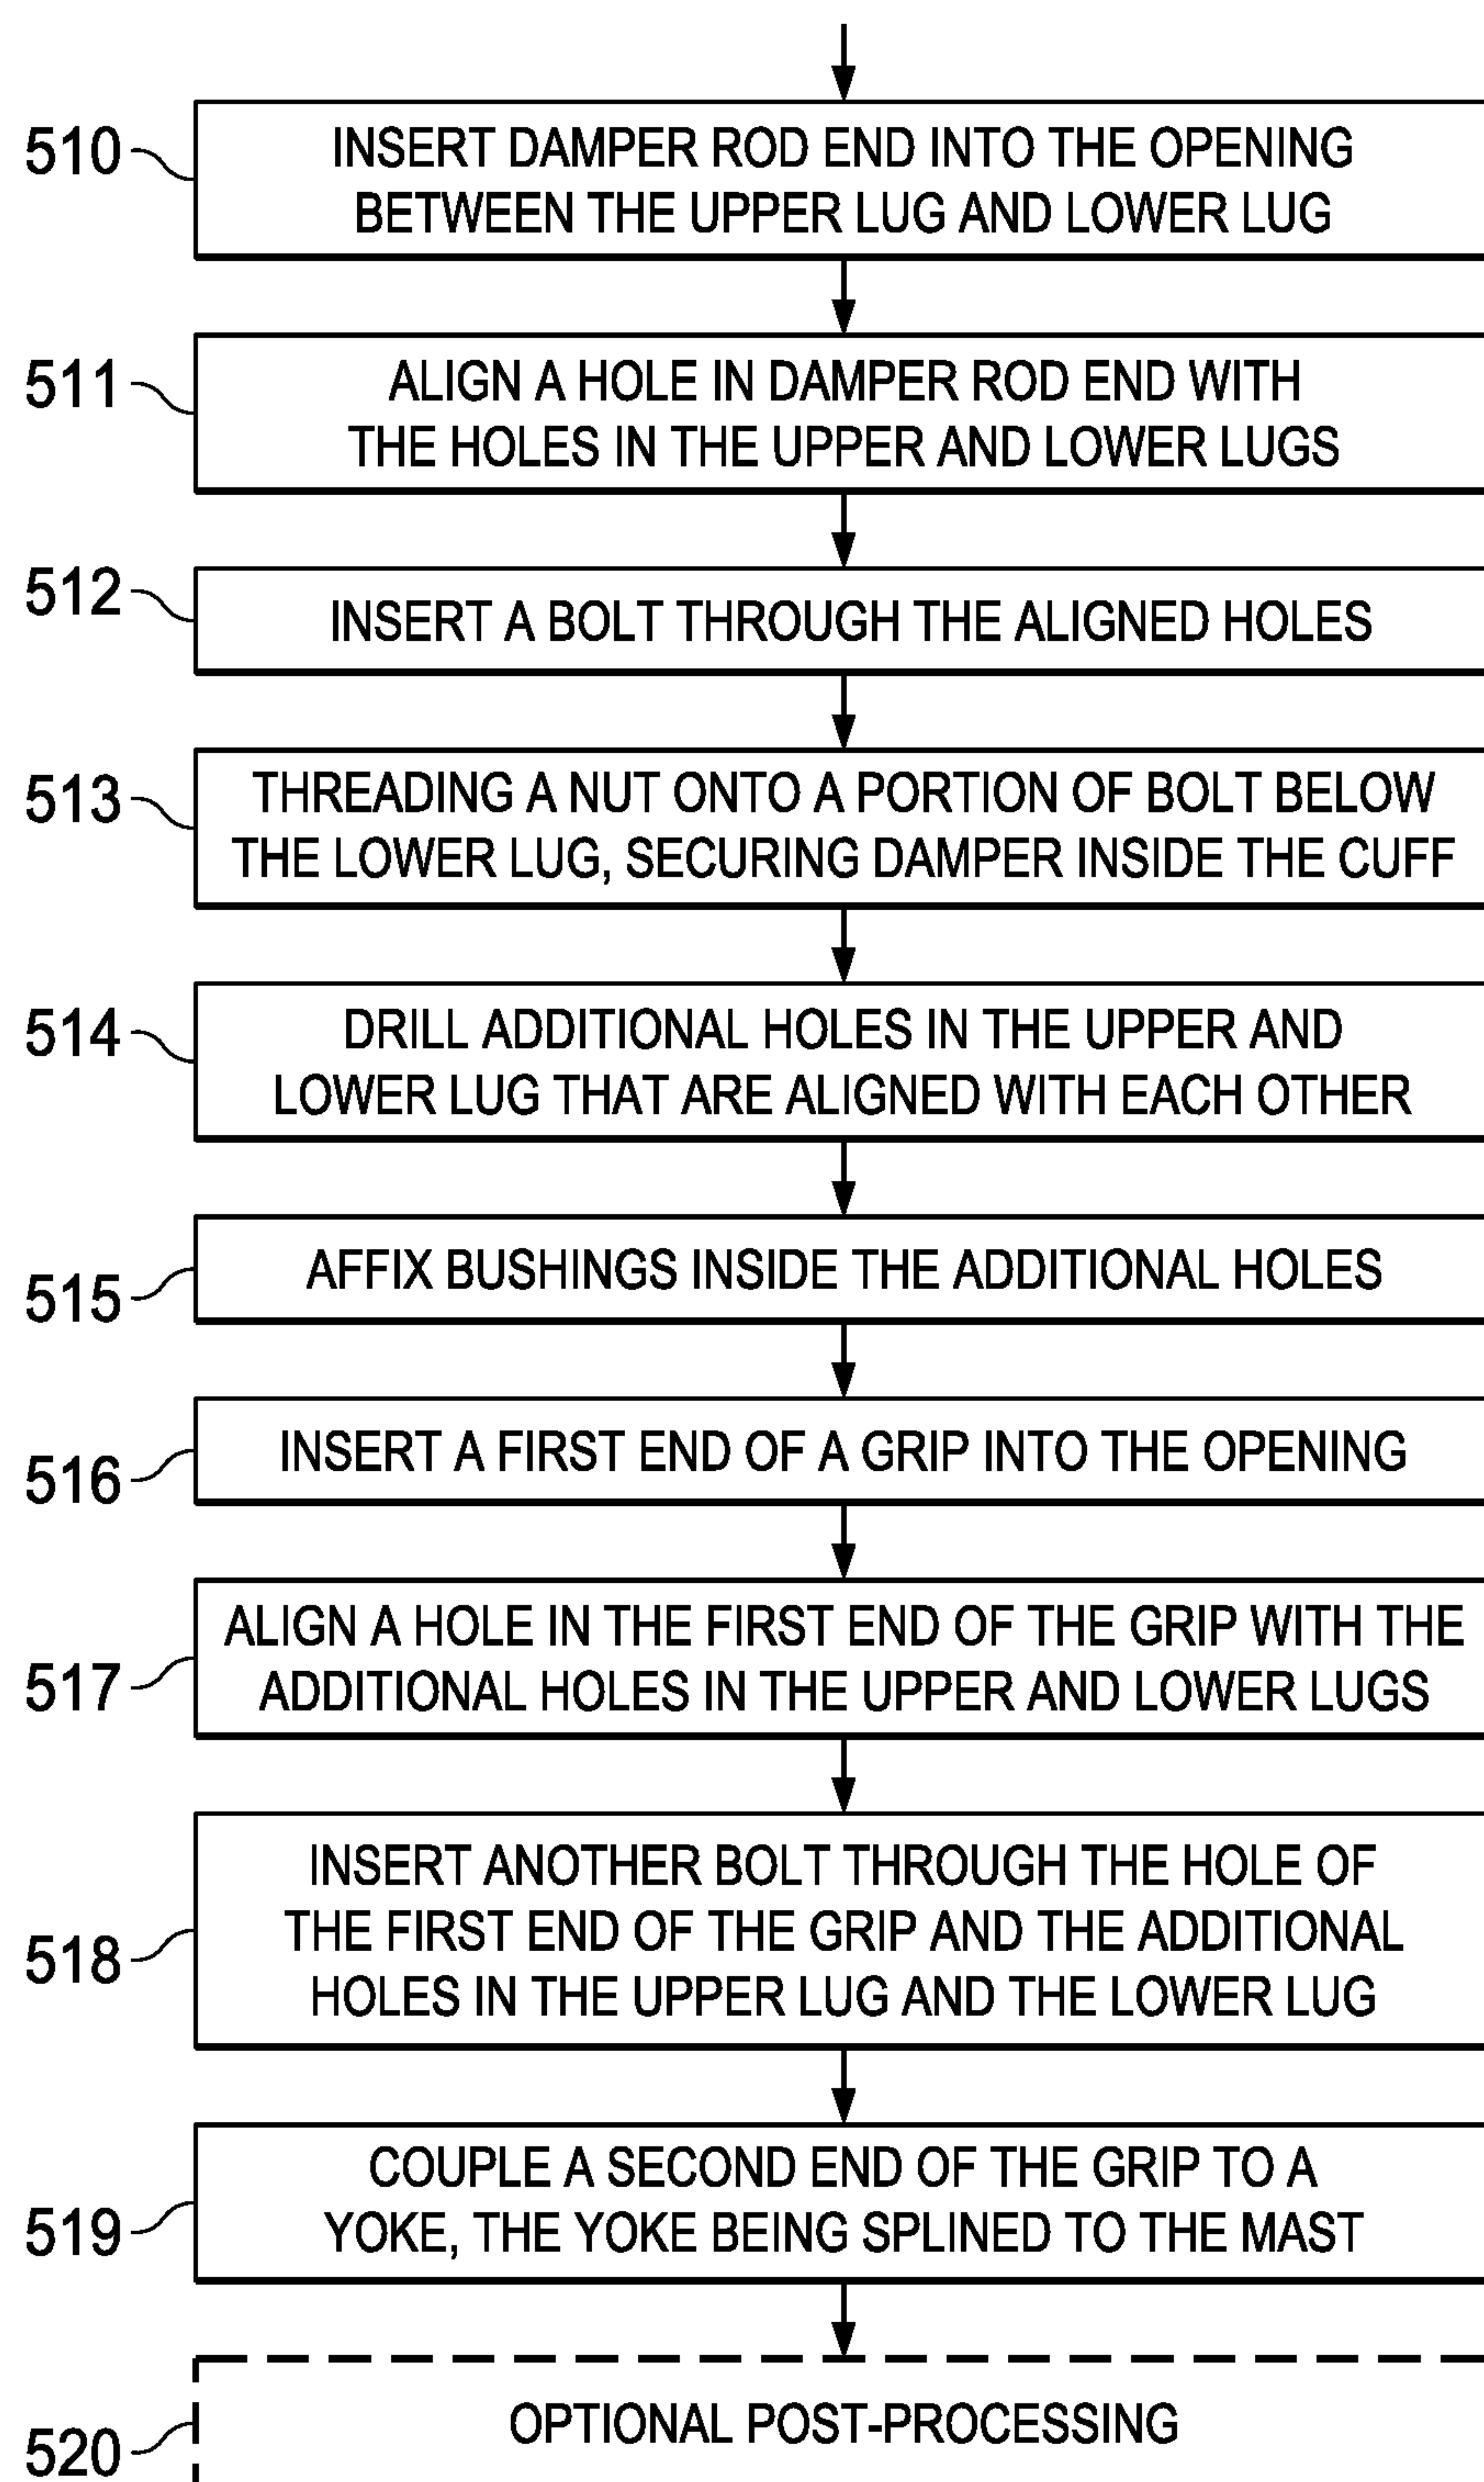 510
INSERT DAMPER ROD END INTO THE OPENING
BETWEEN THE UPPER LUG AND LOWER LUG
511
ALIGN A HOLE IN DAMPER ROD END WITH
THE HOLES IN THE UPPER AND LOWER LUGS
512
INSERT A BOLT THROUGH THE ALIGNED HOLES
513
THREADING A NUT ONTO A PORTION OF BOLT BELOW
THE LOWER LUG, SECURING DAMPER INSIDE THE CUFF
514
DRILL ADDITIONAL HOLES IN THE UPPER AND
LOWER LUG THAT ARE ALIGNED WITH EACH OTHER
515
AFFIX BUSHINGS INSIDE THE ADDITIONAL HOLES
516
INSERT A FIRST END OF A GRIP INTO THE OPENING
517
ALIGN A HOLE IN THE FIRST END OF THE GRIP WITH THE
ADDITIONAL HOLES IN THE UPPER AND LOWER LUGS
518
INSERT ANOTHER BOLT THROUGH THE HOLE OF
THE FIRST END OF THE GRIP AND THE ADDITIONAL
HOLES IN THE UPPER LUG AND THE LOWER LUG
519
COUPLE A SECOND END OF THE GRIP TO A
YOKE, THE YOKE BEING SPLINED TO THE MAST
520
OPTIONAL POST-PROCESSING